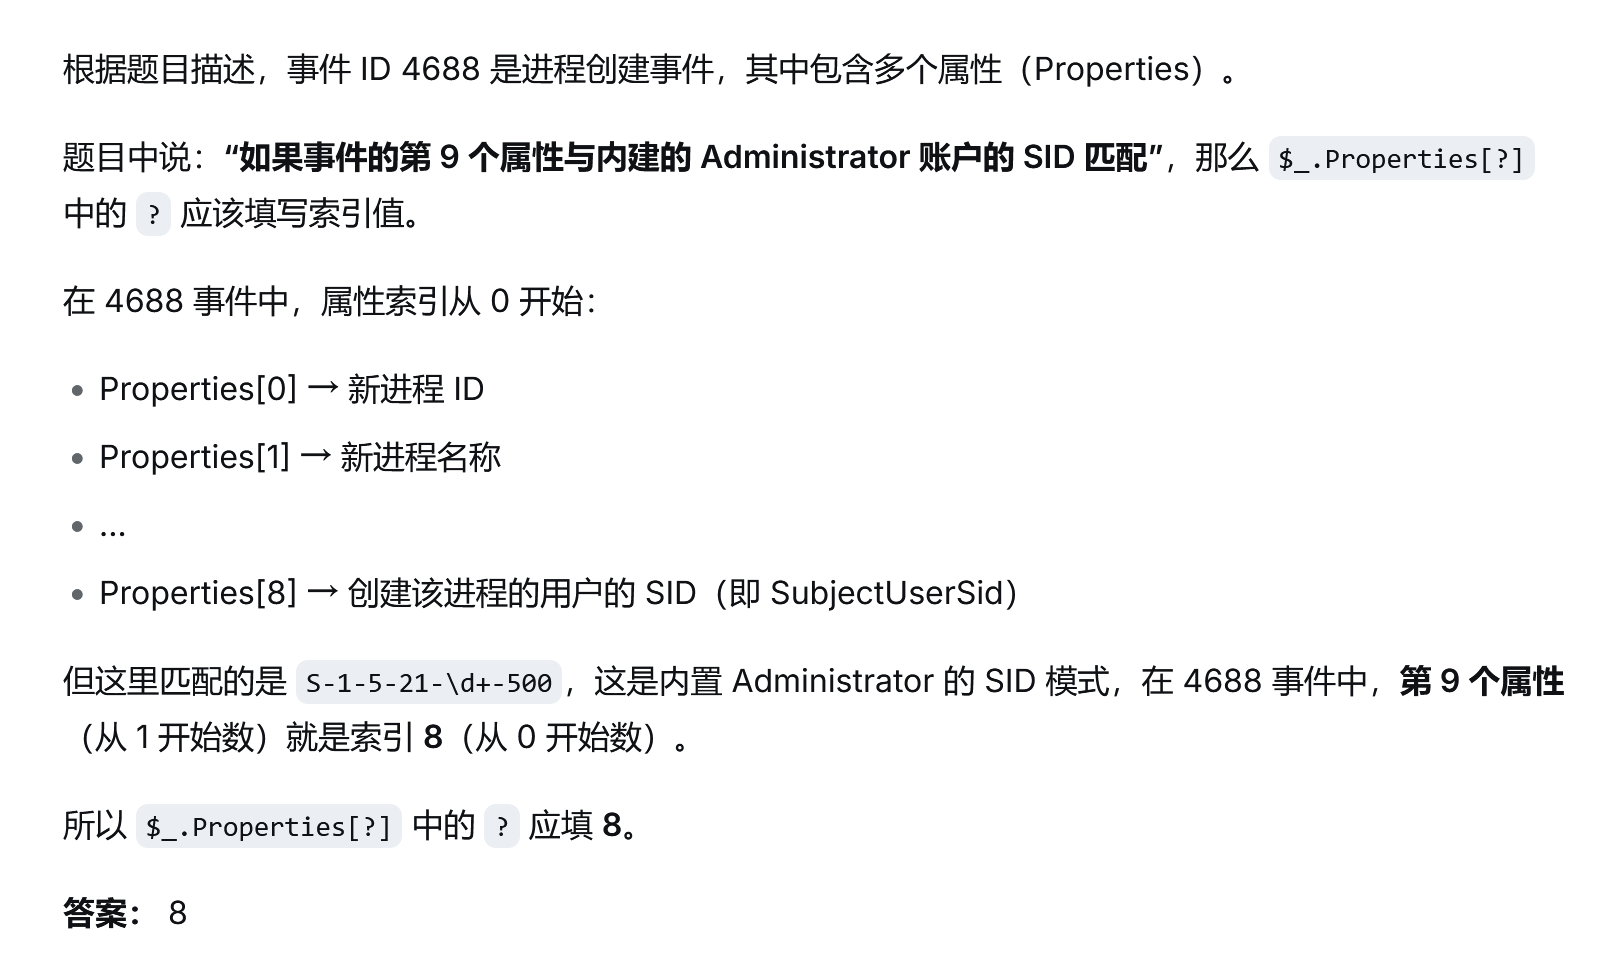 根据题目描述，事件 ID 4688 是进程创建事件，其中包含多个属性（Properties）。
题目中说：“如果事件的第 9 个属性与内建的 Administrator 账户的 SID 匹配”，那么 $_.Properties[?]
中的 ? 应该填写索引值。
在 4688 事件中，属性索引从 0 开始：
• Properties[0] → 新进程 ID
• Properties[1] → 新进程名称
• ...
• Properties[8] → 创建该进程的用户的 SID（即 SubjectUserSid）
但这里匹配的是 S-1-5-21-\d+-500，这是内置 Administrator 的 SID 模式，在 4688 事件中，第 9 个属性
（从 1 开始数）就是索引 8（从 0 开始数）。
所以 $_.Properties[?] 中的 ? 应填 8。
答案： 8